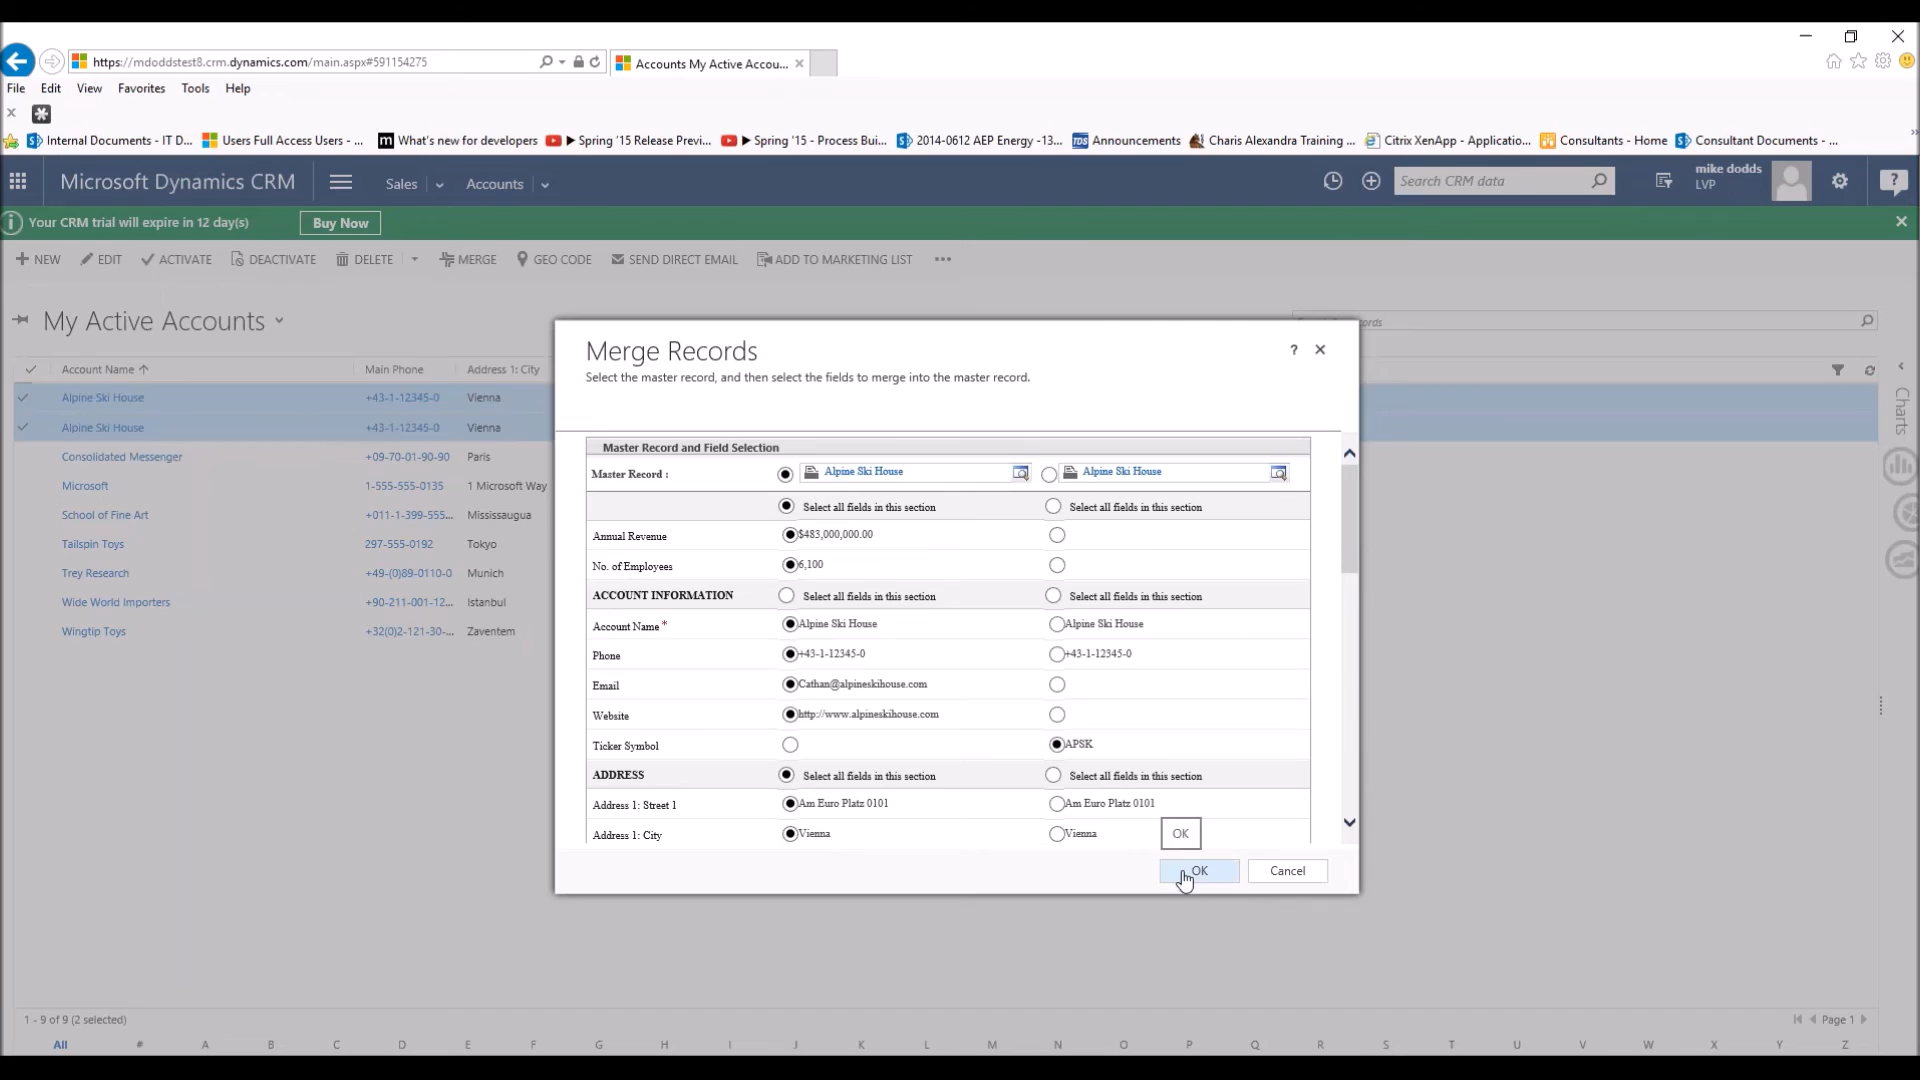 https://mdoddstest8.crm.dynamics.com/main.aspx#591154275
Accounts My Active Accou...
File Edit View Favorites Tools Help
Internal Documents - IT D... Users Full Access Users - ... What's new for developers Spring '15 Release Previ... Spring '15 - Process Bui... 2014-0612 AEP Energy -13... TDS Announcements Charis Alexandra Training ... Citrix XenApp - Applicatio... Consultants - Home Consultant Documents - ...
Microsoft Dynamics CRM Sales Accounts Search CRM data mike dodds
LVP
Your CRM trial will expire in 12 day(s) Buy Now
NEW EDIT ACTIVATE DEACTIVATE DELETE MERGE GEO CODE SEND DIRECT EMAIL ADD TO MARKETING LIST ...
My Active Accounts
Account Name Main Phone Address 1: City
Alpine Ski House +43-1-12345-0 Vienna
Alpine Ski House +43-1-12345-0 Vienna
Consolidated Messenger +09-70-01-90-90 Paris
Microsoft 1-555-555-0135 1 Microsoft Way
School of Fine Art +011-1-399-555... Mississaugua
Tailspin Toys 297-555-0192 Tokyo
Trey Research +49-(0)89-0110-0 Munich
Wide World Importers +90-211-001-12... Istanbul
Wingtip Toys +32(0)2-121-30-... Zaventem
Charts
Merge Records ?
Select the master record, and then select the fields to merge into the master record.
Master Record and Field Selection
Master Record : Alpine Ski House Alpine Ski House
Select all fields in this section Select all fields in this section
Annual Revenue $483,000,000.00
No. of Employees 6,100
ACCOUNT INFORMATION Select all fields in this section Select all fields in this section
Account Name * Alpine Ski House Alpine Ski House
Phone +43-1-12345-0 +43-1-12345-0
Email Cathan@alpineskihouse.com
Website http://www.alpineskihouse.com
Ticker Symbol APSK
ADDRESS Select all fields in this section Select all fields in this section
Address 1: Street 1 Am Euro Platz 0101 Am Euro Platz 0101
Address 1: City Vienna Vienna
OK
OK Cancel
1 - 9 of 9 (2 selected) Page 1
All # A B C D E F G H I J K L M N O P Q R S T U V W X Y Z